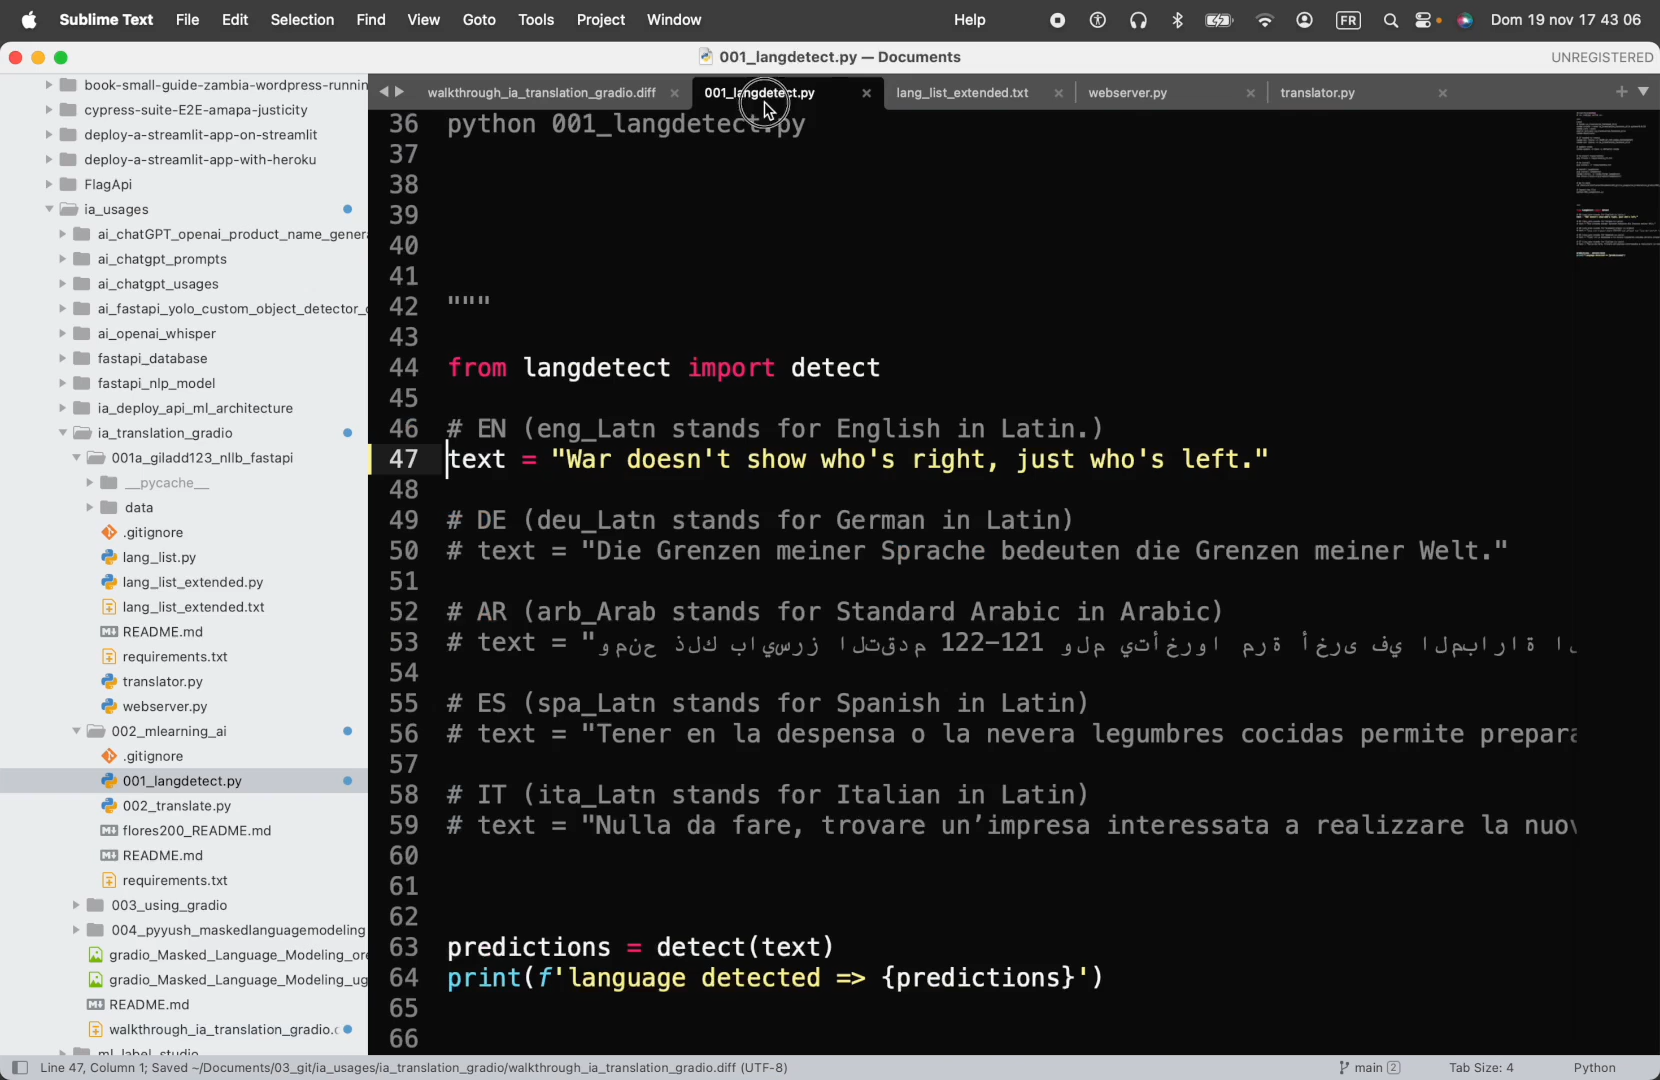 Sublime Text File Edit Selection Find View Goto Tools Project Window Help FR Dom 19 nov 17 43 06
001_langdetect.py — Documents UNREGISTERED
book-small-guide-zambia-wordpress-runnin
cypress-suite-E2E-amapa-justicity
deploy-a-streamlit-app-on-streamlit
deploy-a-streamlit-app-with-heroku
FlagApi
ia_usages
ai_chatGPT_openai_product_name_genera
ai_chatgpt_prompts
ai_chatgpt_usages
ai_fastapi_yolo_custom_object_detector_
ai_openai_whisper
fastapi_database
fastapi_nlp_model
ia_deploy_api_ml_architecture
ia_translation_gradio
001a_giladd123_nllb_fastapi
__pycache__
data
.gitignore
lang_list.py
lang_list_extended.py
lang_list_extended.txt
README.md
requirements.txt
translator.py
webserver.py
002_mlearning_ai
.gitignore
001_langdetect.py
002_translate.py
flores200_README.md
README.md
requirements.txt
003_using_gradio
004_pyyush_maskedlanguagemodeling
gradio_Masked_Language_Modeling_ore
gradio_Masked_Language_Modeling_ug
README.md
walkthrough_ia_translation_gradio.
ml_label_studio
walkthrough_ia_translation_gradio.diff 001_langdetect.py lang_list_extended.txt webserver.py translator.py
36 python 001_langdetect.py
37
38
39
40
41
42 """
43
44 from langdetect import detect
45
46 # EN (eng_Latn stands for English in Latin.)
47 text = "War doesn't show who's right, just who's left."
48
49 # DE (deu_Latn stands for German in Latin)
50 # text = "Die Grenzen meiner Sprache bedeuten die Grenzen meiner Welt."
51
52 # AR (arb_Arab stands for Standard Arabic in Arabic)
53 # text = " 122-121
54
55 # ES (spa_Latn stands for Spanish in Latin)
56 # text = "Tener en la despensa o la nevera legumbres cocidas permite prepara
57
58 # IT (ita_Latn stands for Italian in Latin)
59 # text = "Nulla da fare, trovare un’impresa interessata a realizzare la nuov
60
61
62
63 predictions = detect(text)
64 print(f'language detected => {predictions}')
65
66
Line 47, Column 1; Saved ~/Documents/03_git/ia_usages/ia_translation_gradio/walkthrough_ia_translation_gradio.diff (UTF-8) main 2 Tab Size: 4 Python